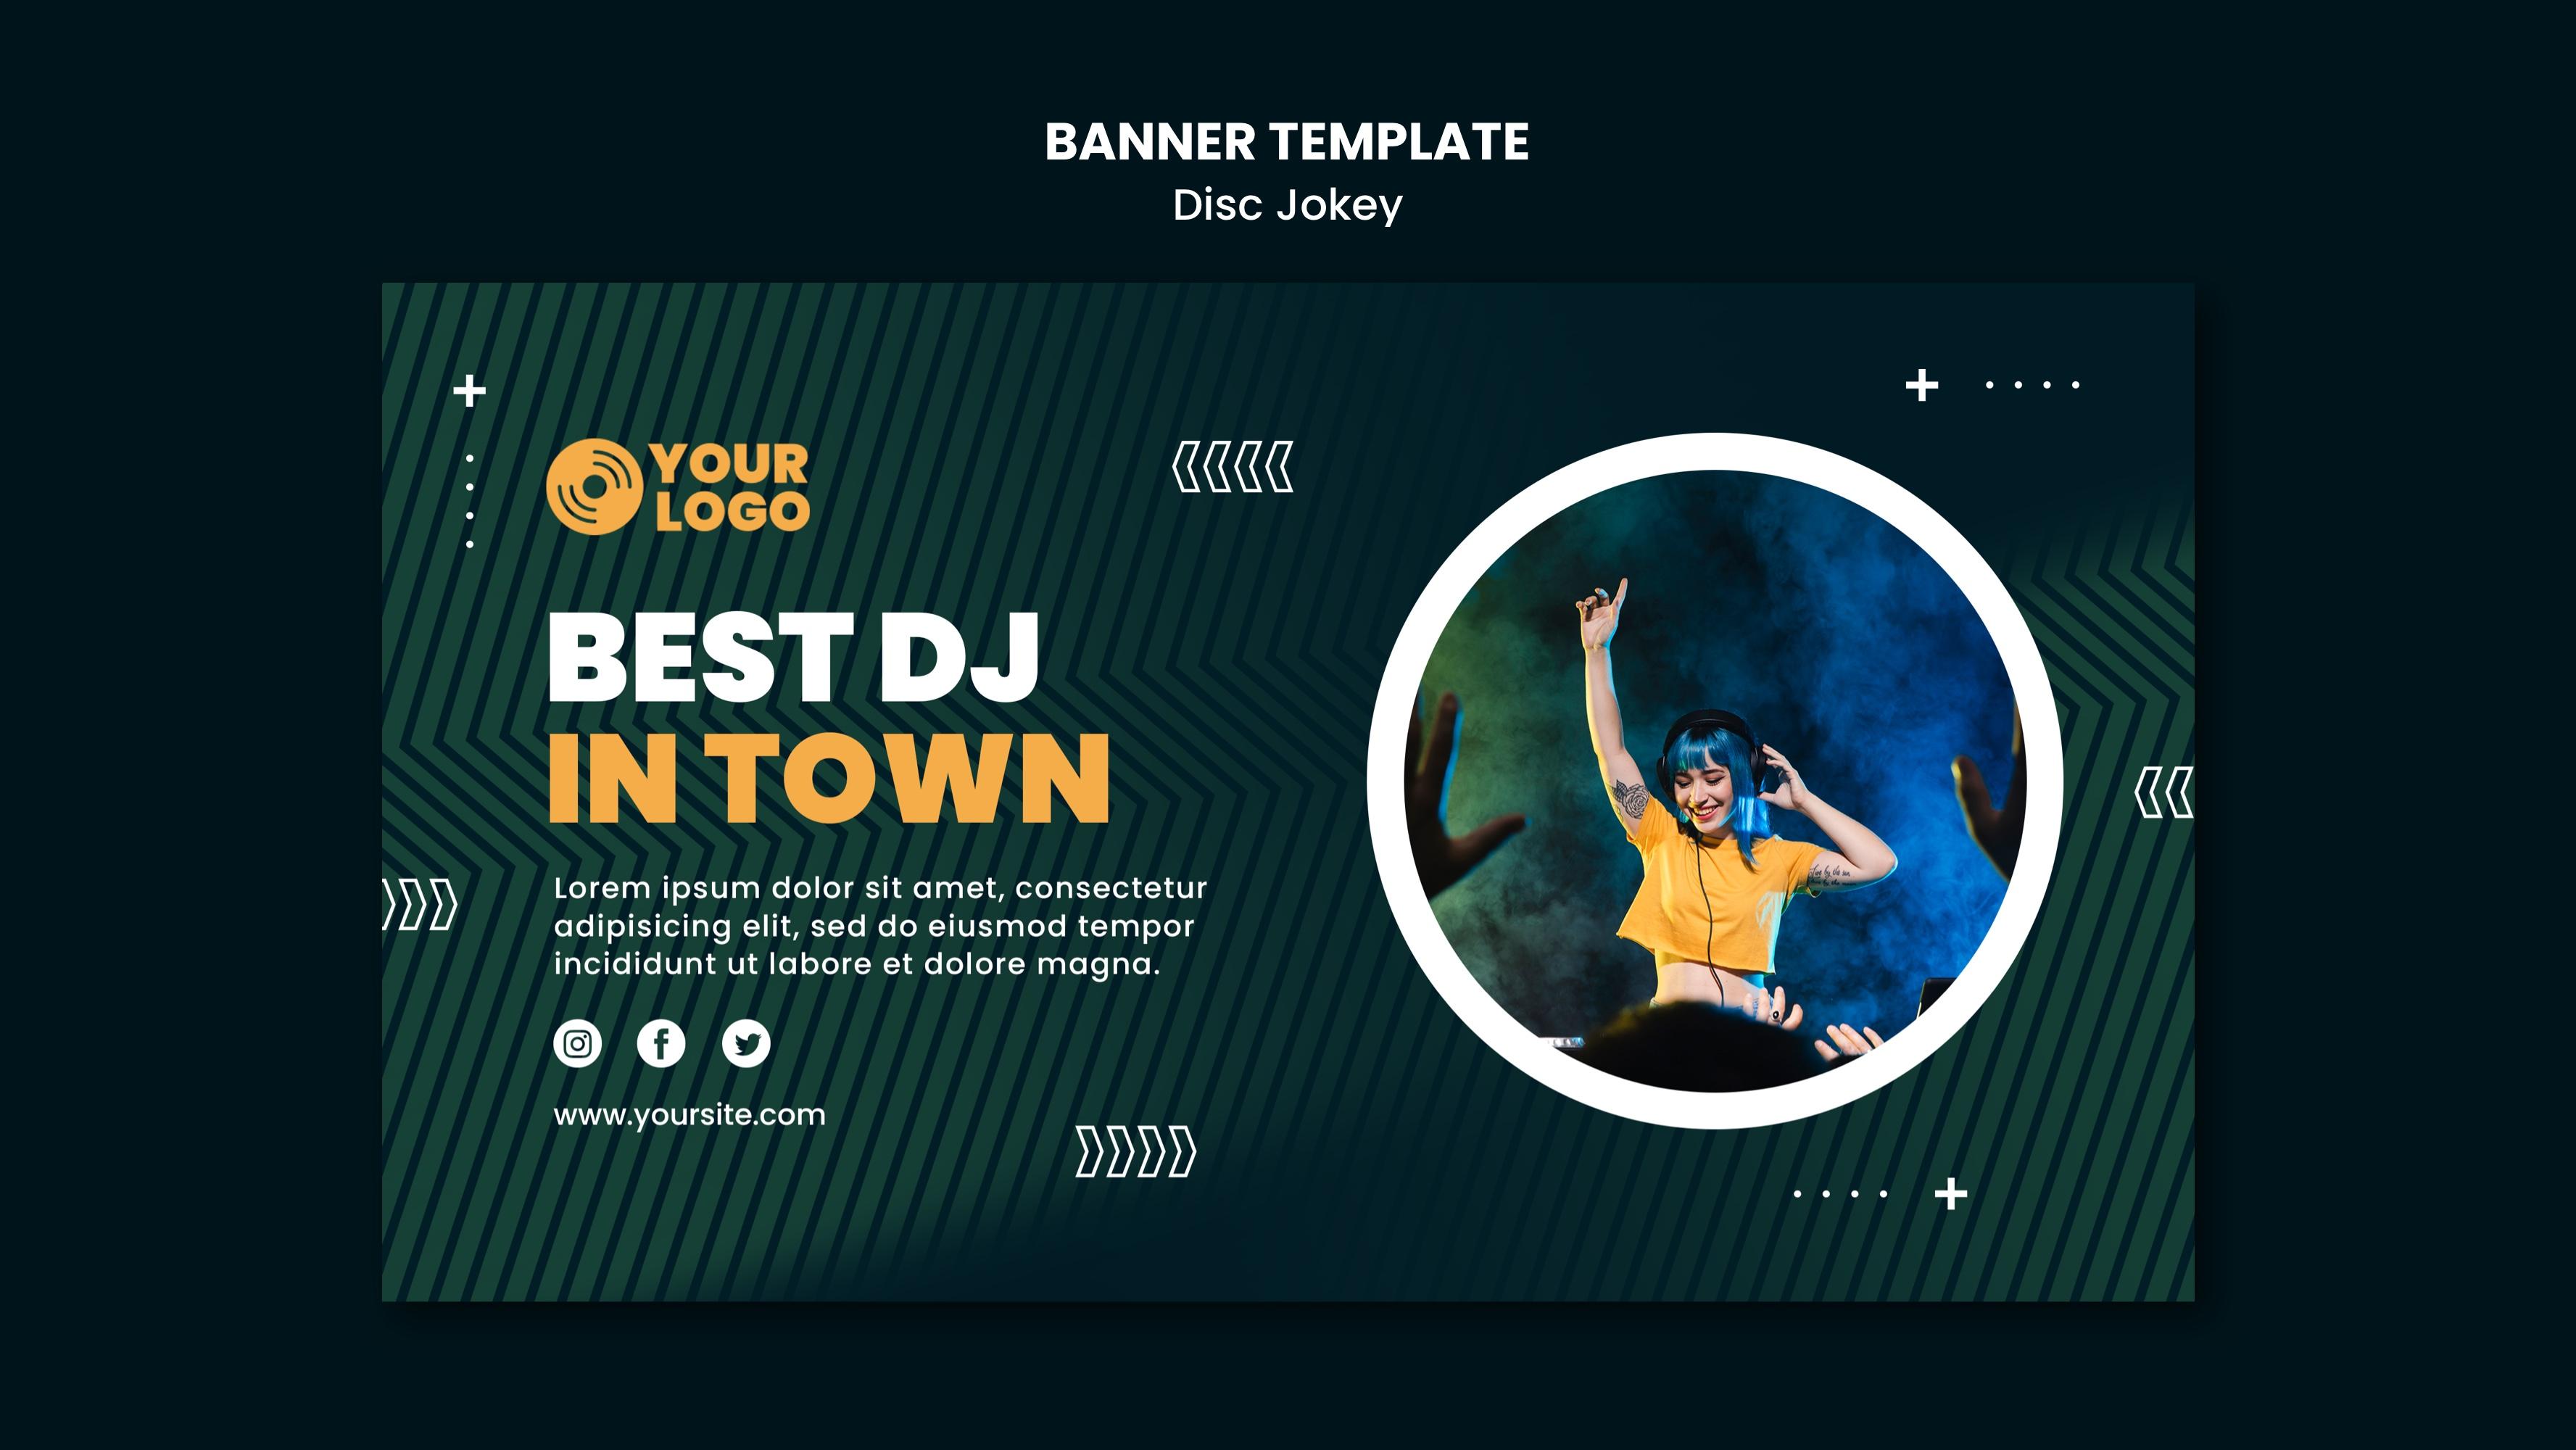 BANNER TEMPLATE
Disc Jokey
YOUR
LOGO
BEST DJ
IN TOWN
Lorem ipsum dolor sit amet, consectetur
adipisicing elit, sed do eiusmod tempor
incididunt ut labore et dolore magna.
www.yoursite.com